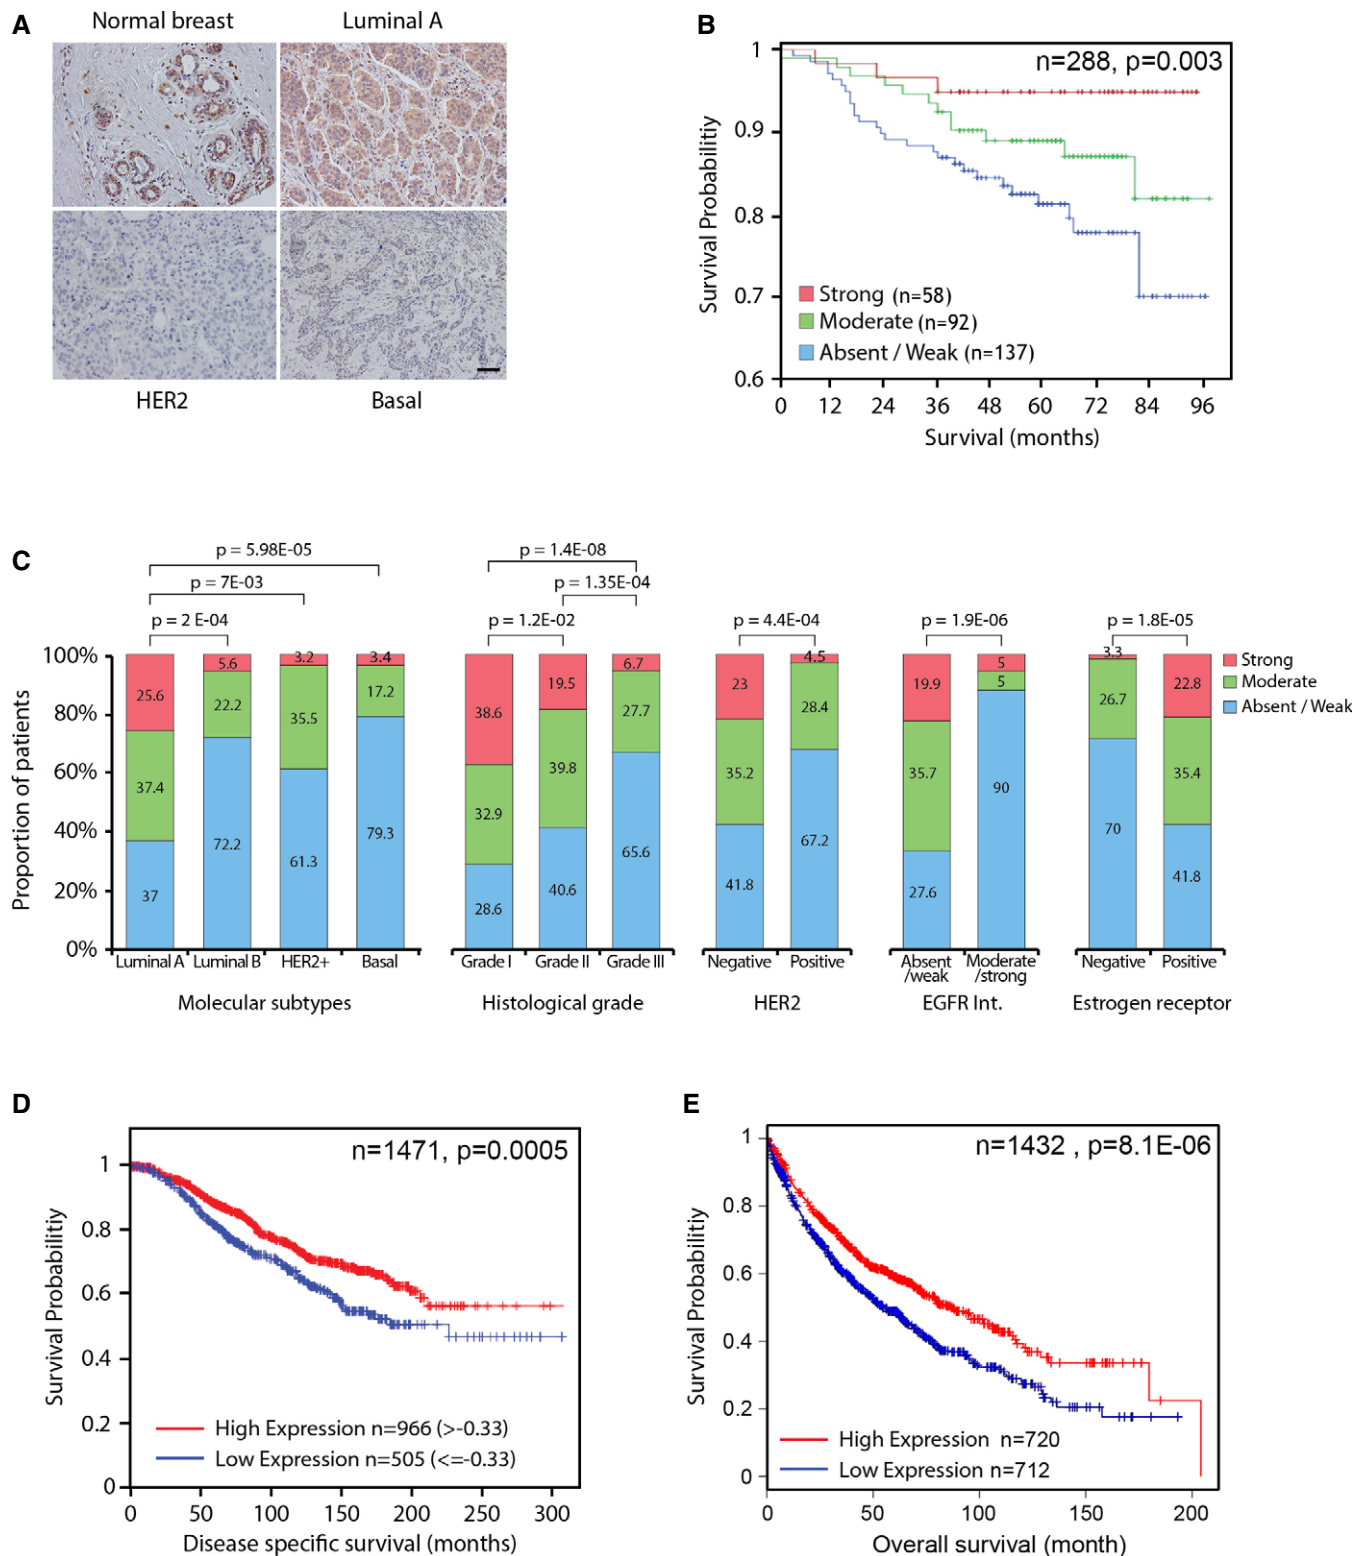 A
Normal breast
Luminal A
HER2
Basal
B
n=288, p=0.003
1
0.9
0.8
0.7
0.6
Survival Probabilitiy
Strong (n=58)
Moderate (n=92)
Absent / Weak (n=137)
0 12 24 36 48 60 72 84 96
Survival (months)
C
p = 5.98E-05
p = 7E-03
p = 2 E-04
p = 1.4E-08
p = 1.35E-04
p = 1.2E-02
p = 4.4E-04
p = 1.9E-06
p = 1.8E-05
100%
80%
60%
40%
20%
0%
Proportion of patients
25.6
37.4
37
5.6
22.2
72.2
3.2
35.5
61.3
3.4
17.2
79.3
38.6
32.9
28.6
19.5
39.8
40.6
6.7
27.7
65.6
23
35.2
41.8
4.5
28.4
67.2
19.9
35.7
27.6
5
5
90
3.3
26.7
70
22.8
35.4
41.8
Strong
Moderate
Absent / Weak
Luminal A Luminal B HER2+ Basal
Molecular subtypes
Grade I Grade II Grade III
Histological grade
Negative Positive
HER2
Absent
/weak
Moderate
/strong
EGFR Int.
Negative Positive
Estrogen receptor
D
n=1471, p=0.0005
1
0.8
0.6
0.4
0.2
0
Survival Probabilitiy
High Expression n=966 (>-0.33)
Low Expression n=505 (<=-0.33)
0 50 100 150 200 250 300
Disease specific survival (months)
E
n=1432 , p=8.1E-06
1
0.8
0.6
0.4
0.2
0
Survival Probabilitiy
High Expression n=720
Low Expression n=712
0 50 100 150 200
Overall survival (month)